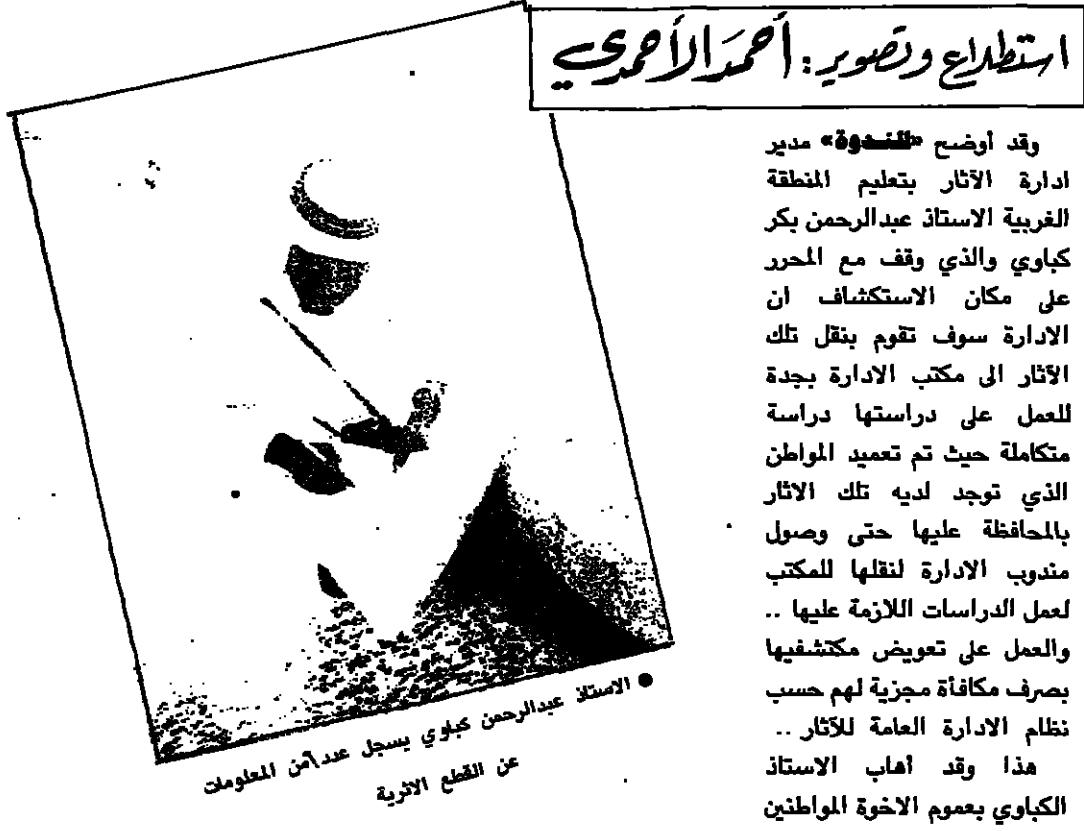 استطلاع وتصوير: أحمَد الأحمدي
وقد أوضح «للندوة» مدير
ادارة الآثار بتعليم المنطقة
الغربية الاستاذ عبدالرحمن بكر
كباوي والذي وقف مع المحرر
على مكان الاستكشاف ان
الادارة سوف تقوم بنقل تلك
الآثار الى مكتب الادارة بجدة
للعمل على دراستها دراسة
متكاملة حيث تم تعميد المواطن
الذي توجد لديه تلك الاثار
بالمحافظة عليها حتى وصول
مندوب الادارة لنقلها للمكتب
لعمل الدراسات اللازمة عليها ..
والعمل على تعويض مكتشفيها
بصرف مكافأة مجزية لهم حسب
نظام الادارة العامة للآثار ..
هذا وقد أهاب الاستاذ
الكباوي بعموم الاخوة المواطنين
● الاستاذ عبدالرحمن كباوي يسجل عدداً من المعلومات
عن القطع الاثرية